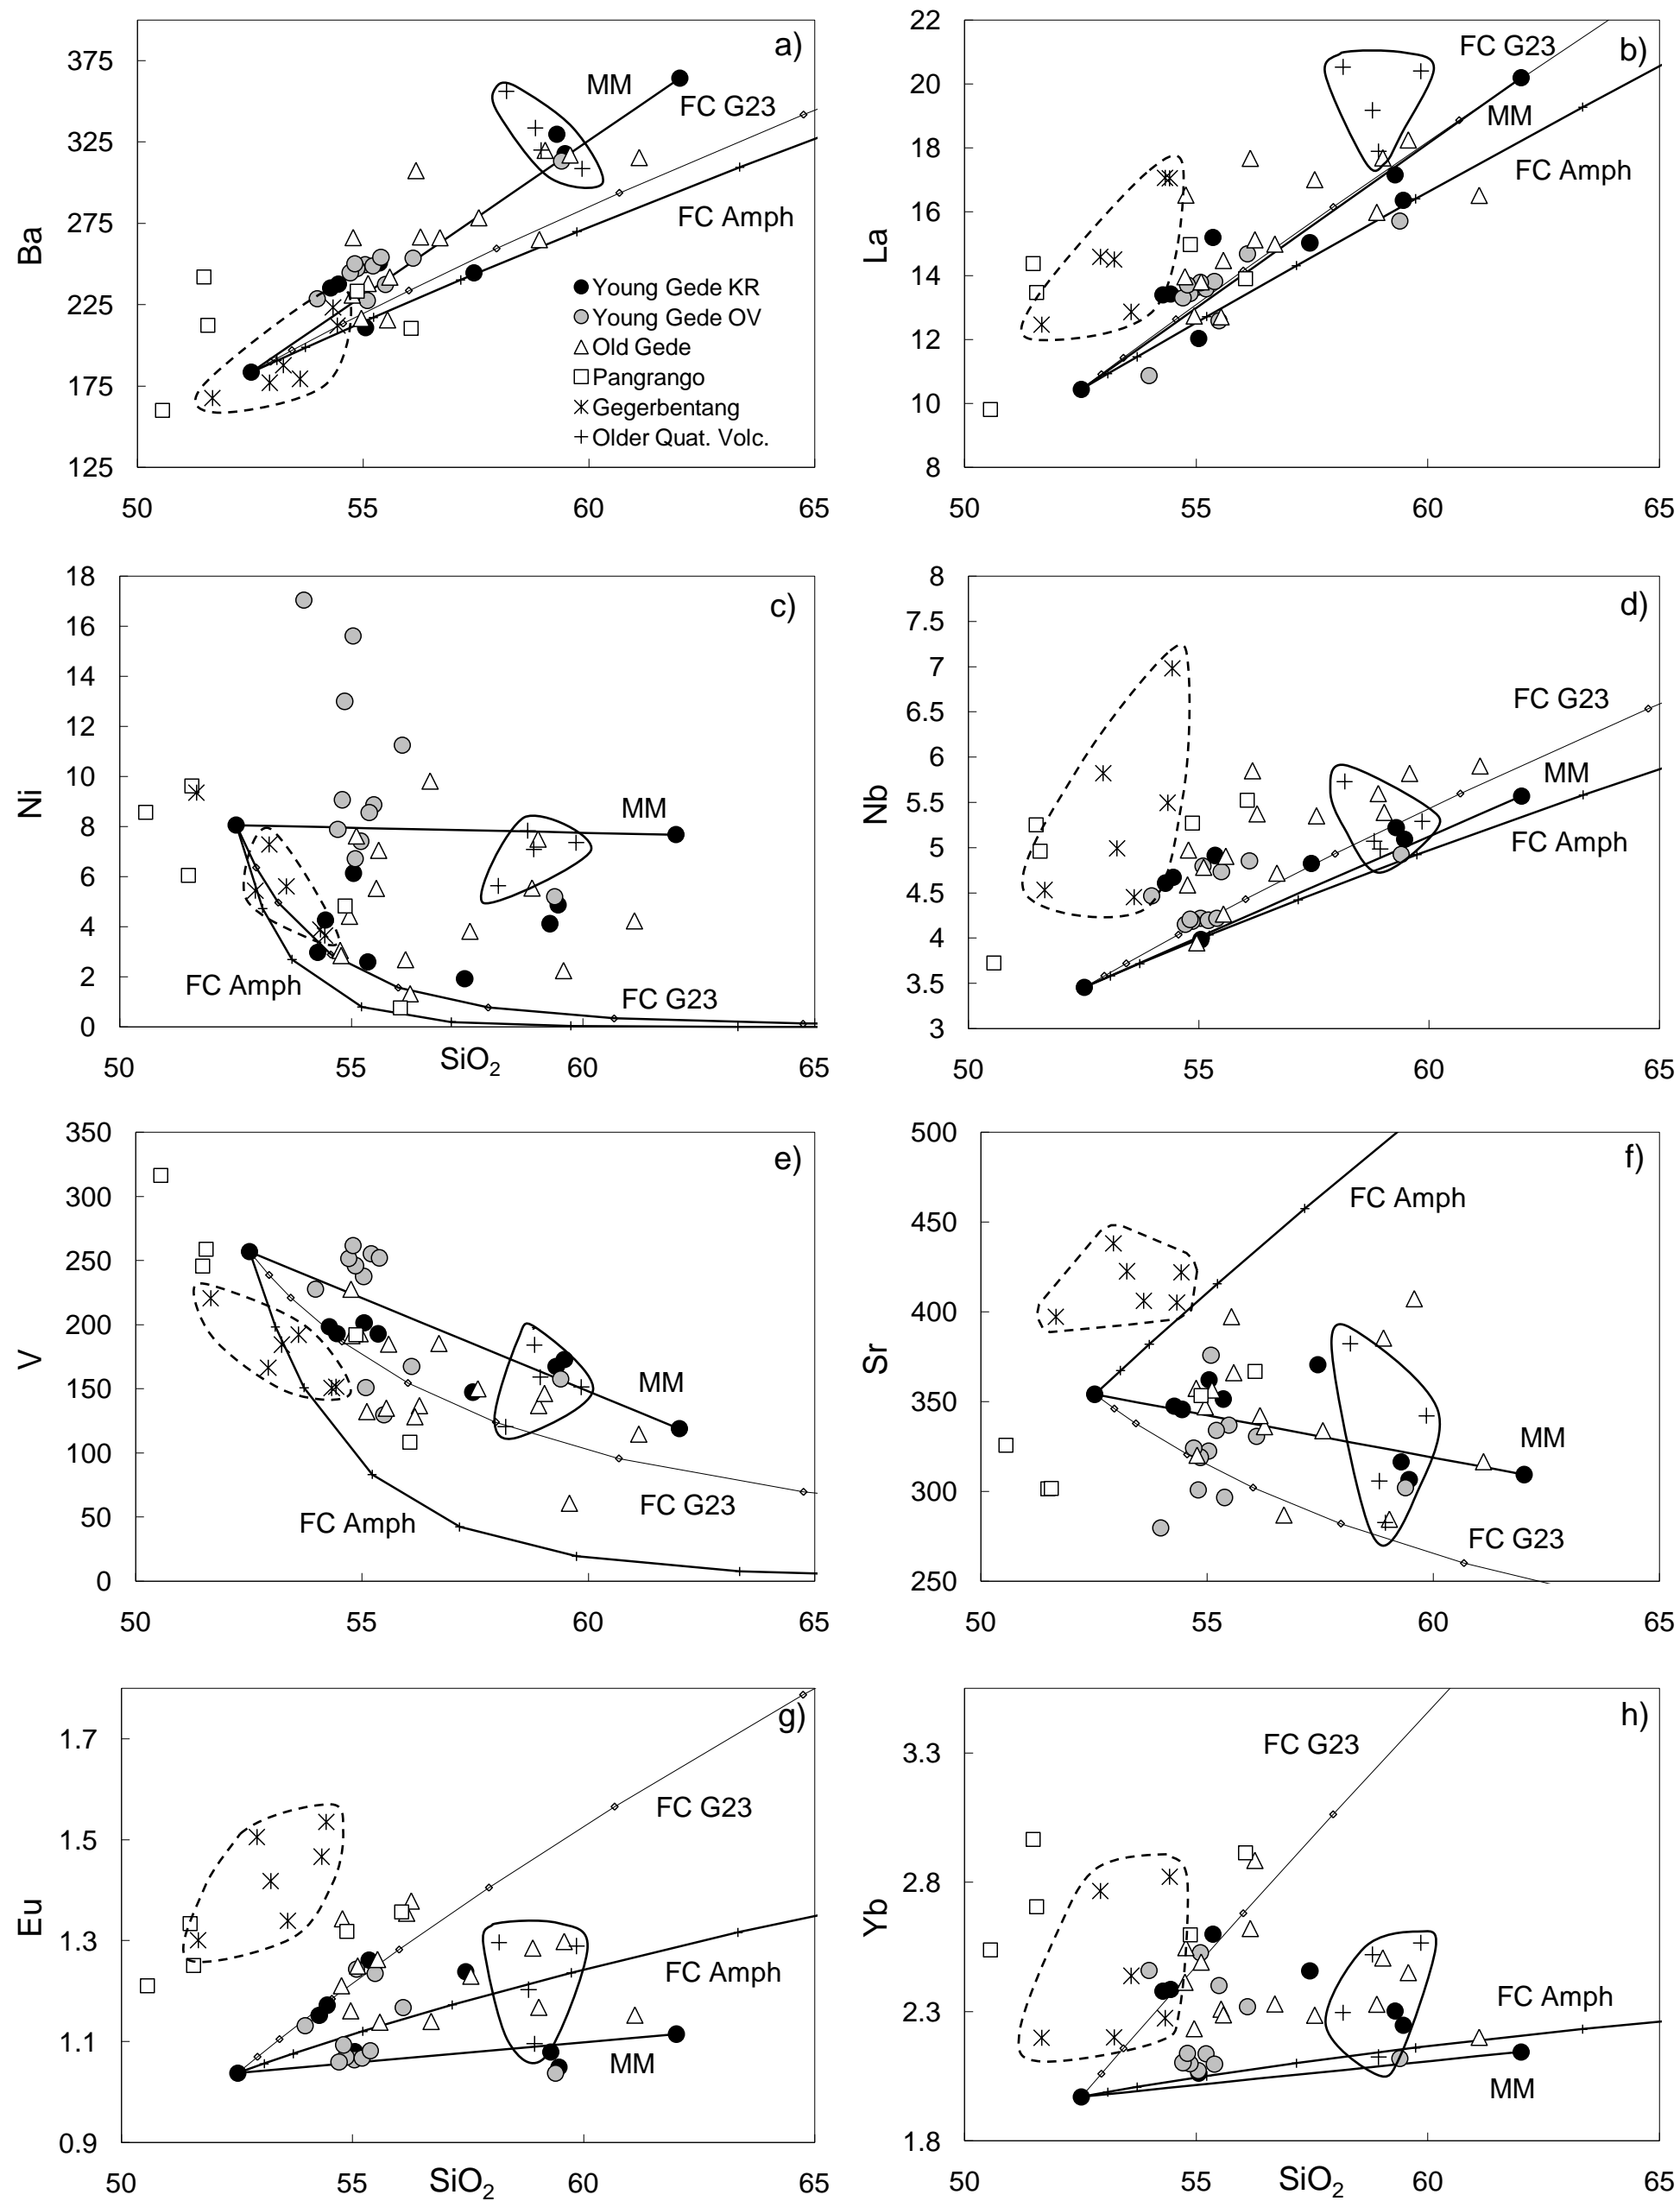 a)
375
325
275
225
175
125
Ba
MM
FC G23
FC Amph
Young Gede KR
Young Gede OV
Old Gede
Pangrango
Gegerbentang
Older Quat. Volc.
50 55 60 65
b)
22
20
18
16
14
12
10
8
La
FC G23
MM
FC Amph
50 55 60 65
c)
18
16
14
12
10
8
6
4
2
0
Ni
MM
FC Amph
FC G23
50 55 60 65
SiO₂
d)
8
7.5
7
6.5
6
5.5
5
4.5
4
3.5
3
Nb
FC G23
MM
FC Amph
50 55 60 65
e)
350
300
250
200
150
100
50
0
V
MM
FC G23
FC Amph
50 55 60 65
f)
500
450
400
350
300
250
Sr
FC Amph
MM
FC G23
50 55 60 65
g)
1.7
1.5
1.3
1.1
0.9
Eu
FC G23
FC Amph
MM
50 55 60 65
SiO₂
h)
3.3
2.8
2.3
1.8
Yb
FC G23
FC Amph
MM
50 55 60 65
SiO₂